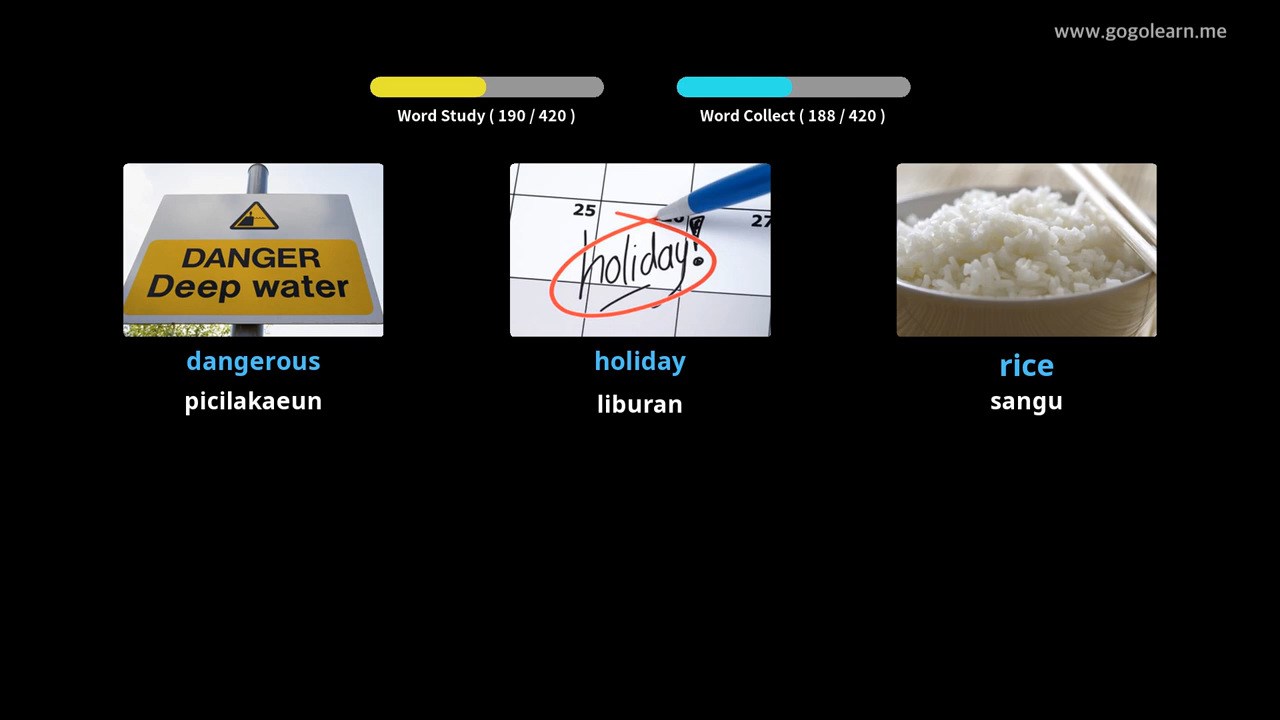 www.gogolearn.me
Word Study ( 190 / 420 )
Word Collect ( 188 / 420 )
DANGER
Deep water
25
27
holiday!
dangerous
holiday
rice
picilakaeun
liburan
sangu